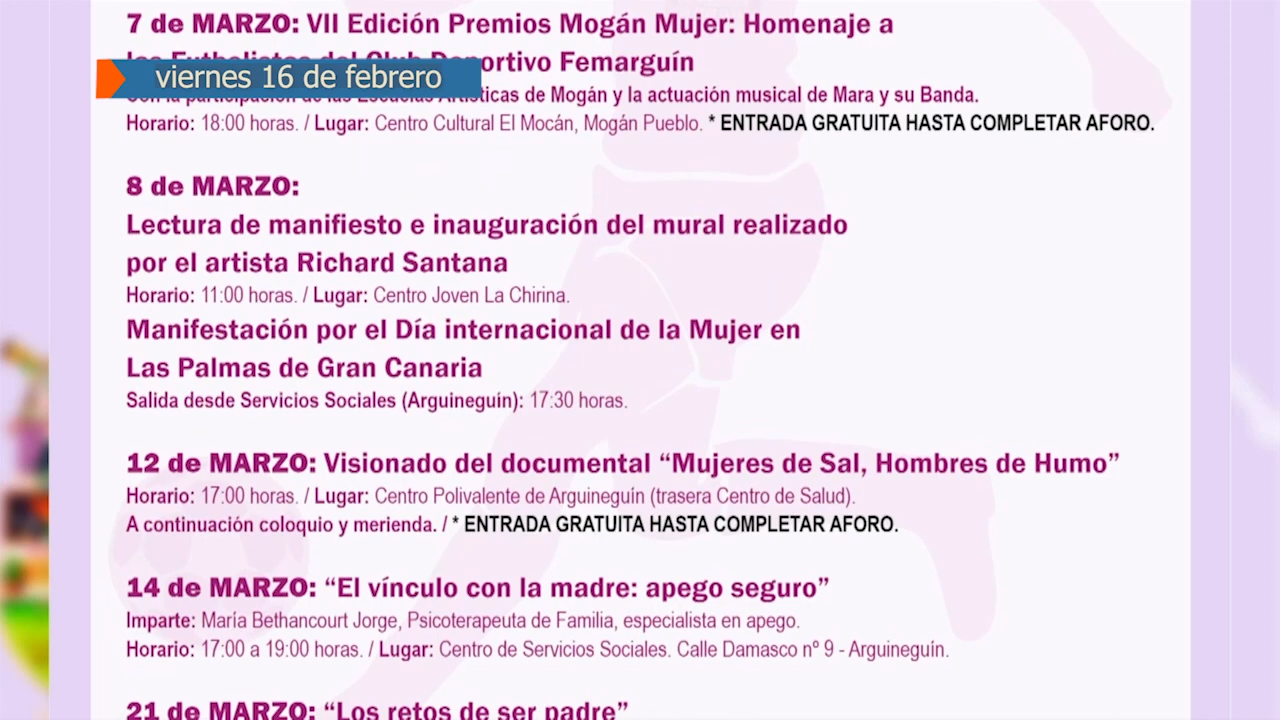 7 de MARZO: VII Edición Premios Mogán Mujer: Homenaje a
las Futbolistas del Club Deportivo Femarguín
viernes 16 de febrero
Con la participación de las Escuelas Artísticas de Mogán y la actuación musical de Mara y su Banda.
Horario: 18:00 horas. / Lugar: Centro Cultural El Mocán, Mogán Pueblo. * ENTRADA GRATUITA HASTA COMPLETAR AFORO.
8 de MARZO:
Lectura de manifiesto e inauguración del mural realizado
por el artista Richard Santana
Horario: 11:00 horas. / Lugar: Centro Joven La Chirina.
Manifestación por el Día internacional de la Mujer en
Las Palmas de Gran Canaria
Salida desde Servicios Sociales (Arguineguín): 17:30 horas.
12 de MARZO: Visionado del documental “Mujeres de Sal, Hombres de Humo”
Horario: 17:00 horas. / Lugar: Centro Polivalente de Arguineguín (trasera Centro de Salud).
A continuación coloquio y merienda. / * ENTRADA GRATUITA HASTA COMPLETAR AFORO.
14 de MARZO: “El vínculo con la madre: apego seguro”
Imparte: María Bethancourt Jorge, Psicoterapeuta de Familia, especialista en apego.
Horario: 17:00 a 19:00 horas. / Lugar: Centro de Servicios Sociales. Calle Damasco nº 9 - Arguineguín.
21 de MARZO: “Los retos de ser padre”